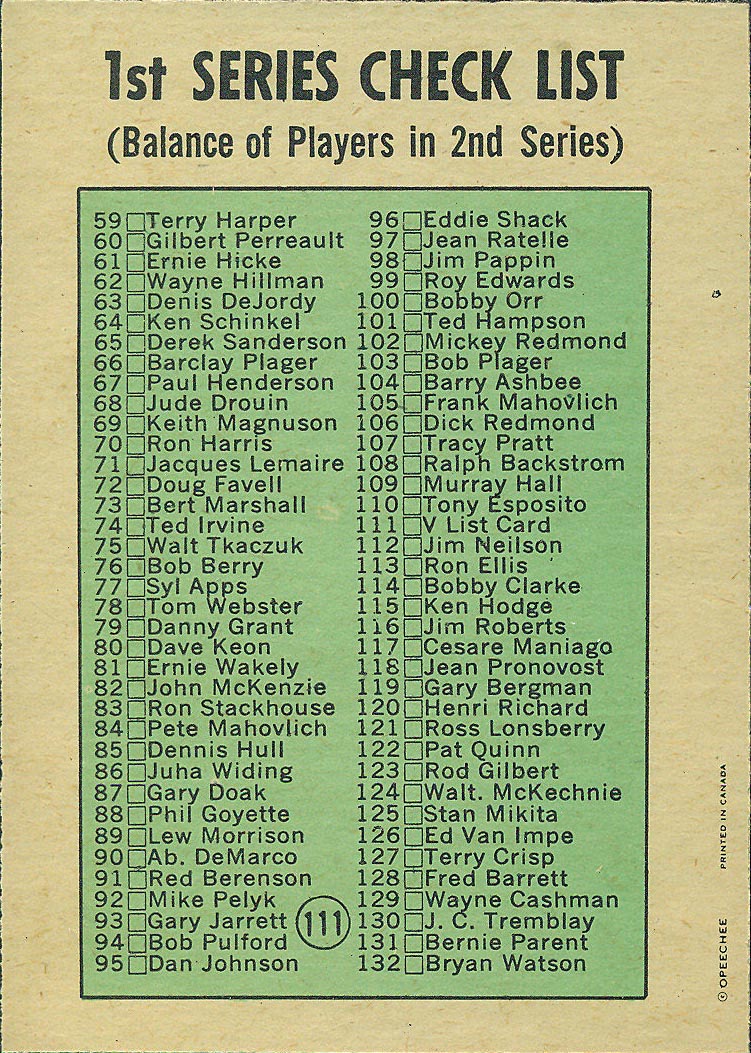 1st SERIES CHECK LIST
(Balance of Players in 2nd Series)
59 Terry Harper
60 Gilbert Perreault
61 Ernie Hicke
62 Wayne Hillman
63 Denis DeJordy
64 Ken Schinkel
65 Derek Sanderson
66 Barclay Plager
67 Paul Henderson
68 Jude Drouin
69 Keith Magnuson
70 Ron Harris
71 Jacques Lemaire
72 Doug Favell
73 Bert Marshall
74 Ted Irvine
75 Walt Tkaczuk
76 Bob Berry
77 Syl Apps
78 Tom Webster
79 Danny Grant
80 Dave Keon
81 Ernie Wakely
82 John McKenzie
83 Ron Stackhouse
84 Pete Mahovlich
85 Dennis Hull
86 Juha Widing
87 Gary Doak
88 Phil Goyette
89 Lew Morrison
90 Ab. DeMarco
91 Red Berenson
92 Mike Pelyk
93 Gary Jarrett
94 Bob Pulford
95 Dan Johnson
111
96 Eddie Shack
97 Jean Ratelle
98 Jim Pappin
99 Roy Edwards
100 Bobby Orr
101 Ted Hampson
102 Mickey Redmond
103 Bob Plager
104 Barry Ashbee
105 Frank Mahovlich
106 Dick Redmond
107 Tracy Pratt
108 Ralph Backstrom
109 Murray Hall
110 Tony Esposito
111 V List Card
112 Jim Neilson
113 Ron Ellis
114 Bobby Clarke
115 Ken Hodge
116 Jim Roberts
117 Cesare Maniago
118 Jean Pronovost
119 Gary Bergman
120 Henri Richard
121 Ross Lonsberry
122 Pat Quinn
123 Rod Gilbert
124 Walt. McKechnie
125 Stan Mikita
126 Ed Van Impe
127 Terry Crisp
128 Fred Barrett
129 Wayne Cashman
130 J. C. Tremblay
131 Bernie Parent
132 Bryan Watson
© OPEECHEE PRINTED IN CANADA